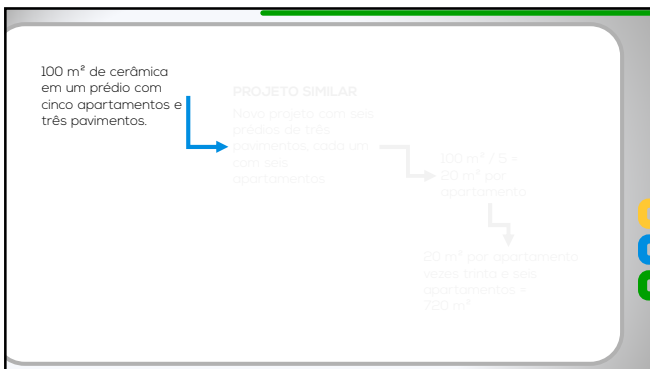 100 m² de cerâmica
em um prédio com
cinco apartamentos e
três pavimentos.
PROJETO SIMILAR
Novo projeto com seis
prédios de três
pavimentos, cada um
com seis
apartamentos.
100 m² / 5 =
20 m² por
apartamento
20 m² por apartamento
vezes trinta e seis
apartamentos =
720 m²